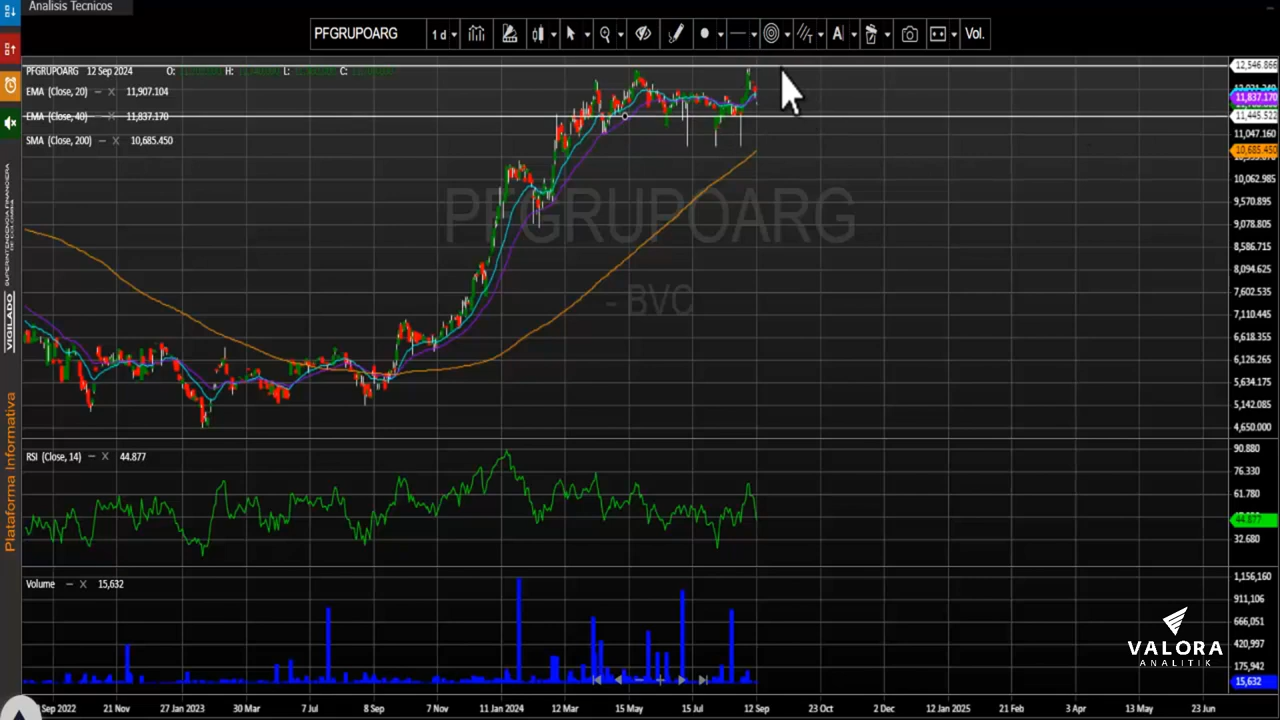 Analisis Tecnicos
PFGRUPOARG
1 d
A
Vol.
PFGRUPOARG 12 Sep 2024 O: H: L: C:
EMA (Close, 20) – X 11,907.104
EMA (Close, 40) – X 11,837.170
SMA (Close, 200) – X 10,685.450
PFGRUPOARG
- BVC
12,546.866
11,837.170
11,445.522
11,047.160
10,685.450
10,062.985
9,570.895
9,078.805
8,586.715
8,094.625
7,602.535
7,110.445
6,618.355
6,126.265
5,634.175
5,142.085
4,650.000
RSI (Close, 14) – X 44.877
90.880
76.330
61.780
44.877
32.680
Volume – X 15,632
1,156,160
911,106
666,051
420,997
175,942
15,632
Sep 2022
21 Nov
27 Jan 2023
30 Mar
7 Jul
8 Sep
7 Nov
11 Jan 2024
12 Mar
15 May
15 Jul
12 Sep
23 Oct
2 Dec
12 Jan 2025
21 Feb
3 Apr
13 May
23 Jun
SUPERINTENDENCIA FINANCIERA
DE COLOMBIA
VIGILADO
Plataforma Informativa
VALORA
ANALITIK